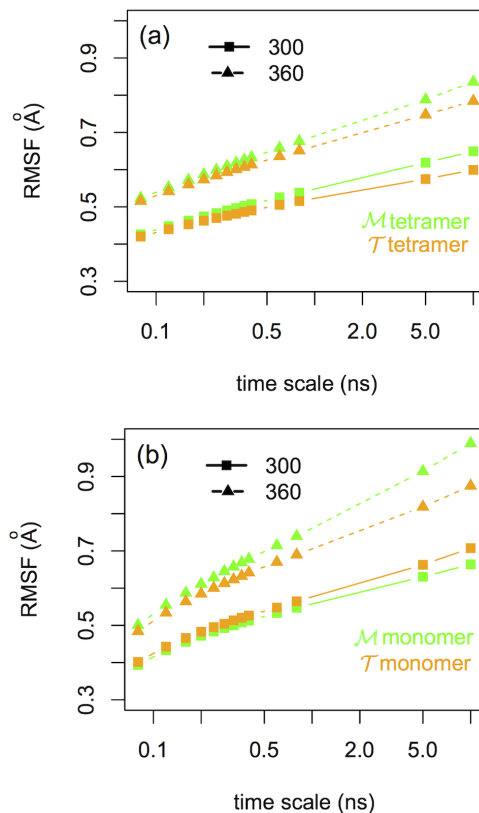 (a)
300
360
0.9
0.7
0.5
0.3
RMSF (Å)
ℳ tetramer
𝒯 tetramer
0.1 0.5 2.0 5.0
time scale (ns)
(b)
300
360
0.9
0.7
0.5
0.3
RMSF (Å)
ℳ monomer
𝒯 monomer
0.1 0.5 2.0 5.0
time scale (ns)